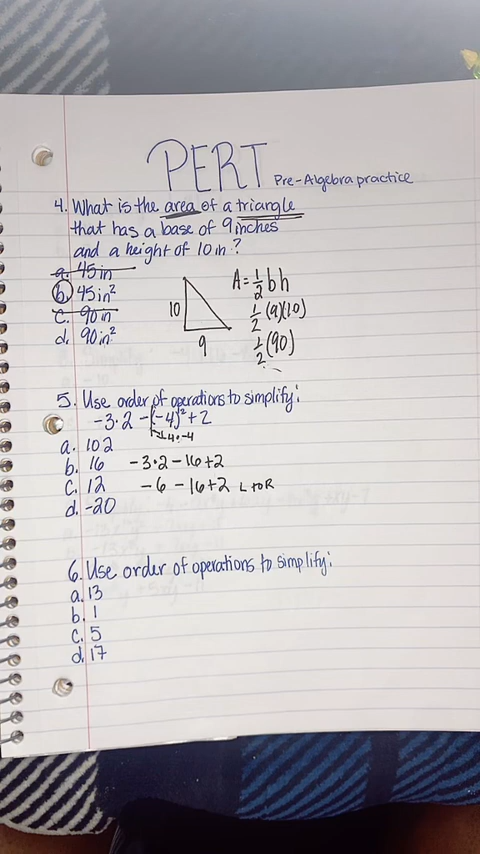 PERT Pre-Algebra practice
4. What is the area of a triangle
that has a base of 9 inches
and a height of 10 in?
a. 45 in
b. 45 in²
c. 90 in
d. 90 in²
10
9
A = 1/2 bh
1/2 (9)(10)
1/2 (90)
5. Use order of operations to simplify:
-3·2 -(-4)² + 2
-4·-4
a. 102
b. 16
c. 12
d. -20
-3·2 - 16 + 2
-6 - 16 + 2 L to R
6. Use order of operations to simplify:
a. 13
b. 1
c. 5
d. 17